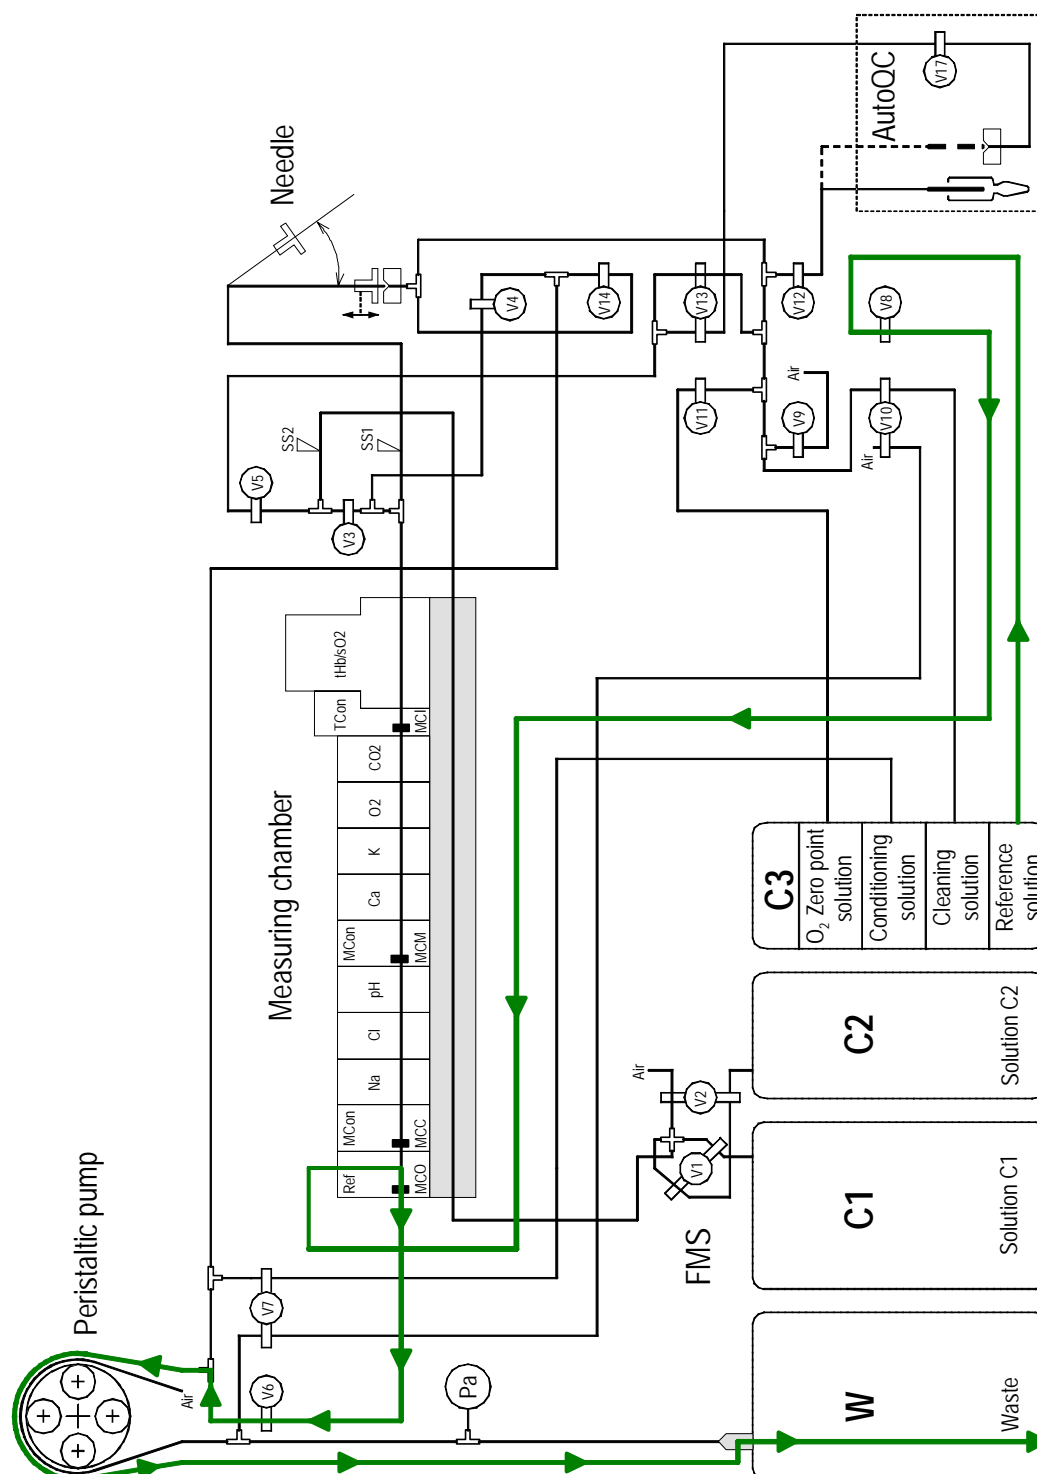 Needle
AutoQC
V17
V4
V14
V13
V12
V8
SS2
SS1
V5
V3
V11
Air
V9
V10
Air
Measuring chamber
tHb/sO2
TCon
MCI
CO2
O2
K
Ca
MCon
MCM
pH
Cl
Na
MCon
MCC
Ref
MCO
C3
O₂ Zero point
solution
Conditioning
solution
Cleaning
solution
Reference
solution
C2
Solution C2
Air
V2
V1
FMS
C1
Solution C1
Peristaltic pump
Air
V7
V6
Pa
W
Waste